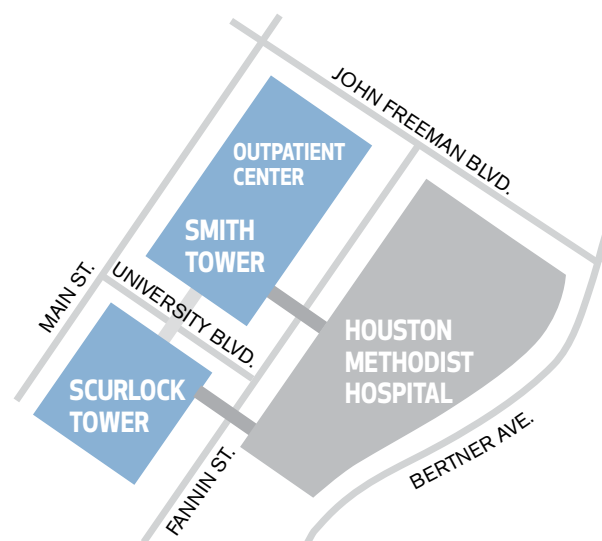 JOHN FREEMAN BLVD.
OUTPATIENT
CENTER
SMITH
TOWER
MAIN ST.
UNIVERSITY BLVD.
HOUSTON
METHODIST
HOSPITAL
SCURLOCK
TOWER
BERTNER AVE.
FANNIN ST.